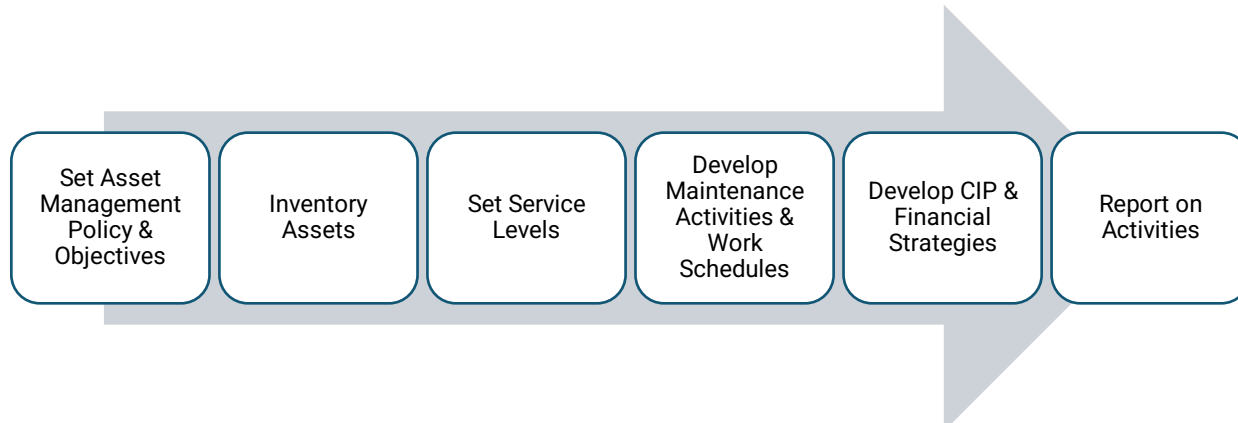 Set Asset
Management
Policy &
Objectives
Inventory
Assets
Set Service
Levels
Develop
Maintenance
Activities &
Work
Schedules
Develop CIP &
Financial
Strategies
Report on
Activities